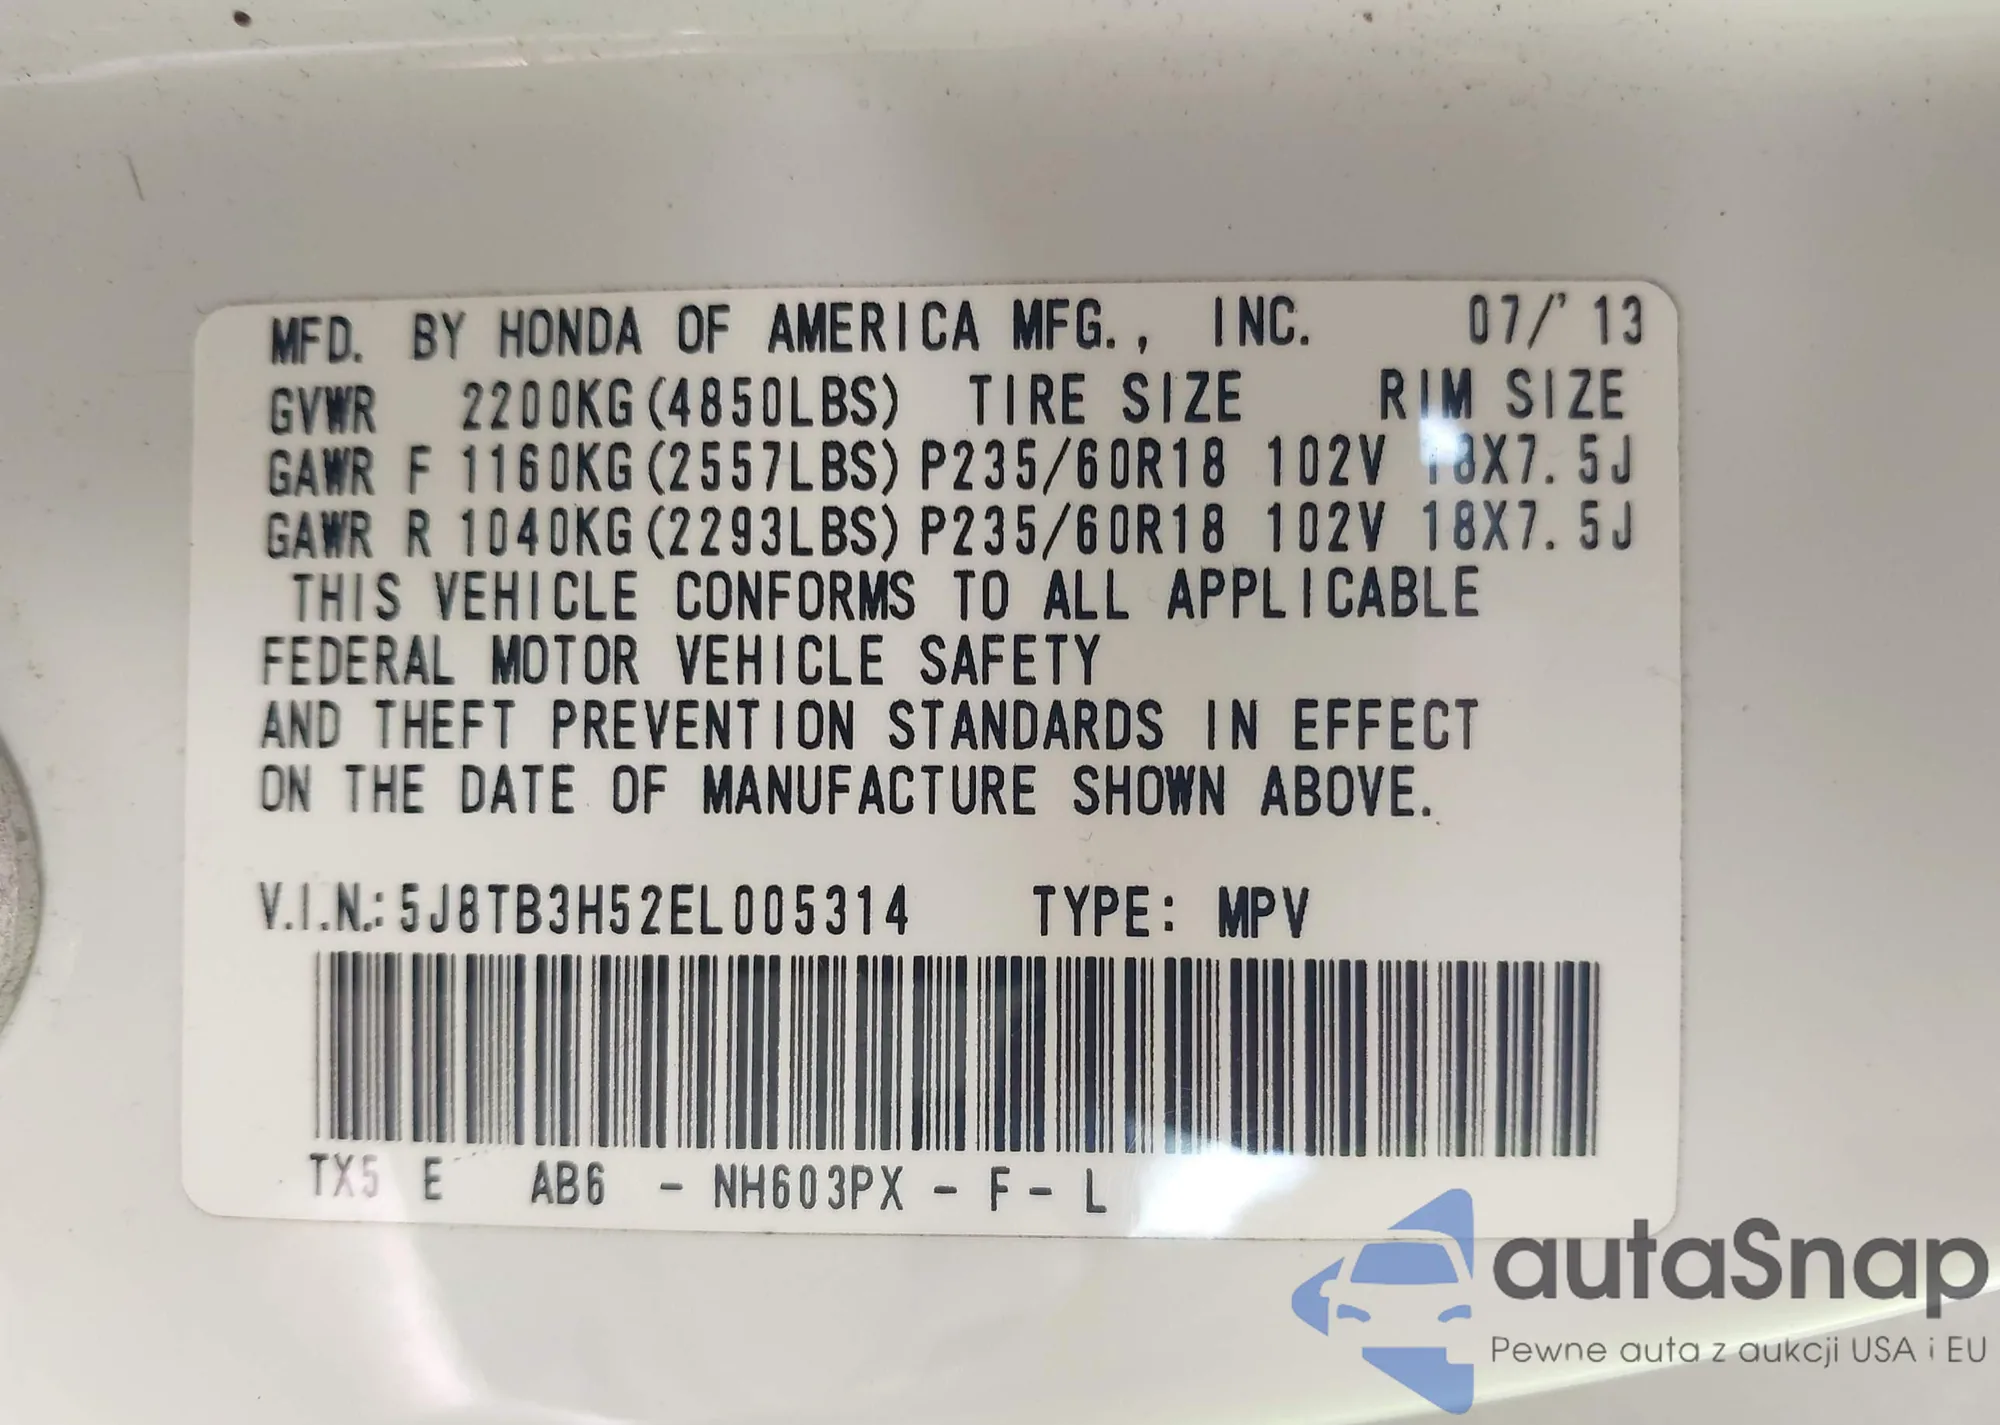 MFD. BY HONDA OF AMERICA MFG., INC. 07/'13
GVWR 2200KG(4850LBS) TIRE SIZE RIM SIZE
GAWR F 1160KG(2557LBS) P235/60R18 102V 18X7.5J
GAWR R 1040KG(2293LBS) P235/60R18 102V 18X7.5J
THIS VEHICLE CONFORMS TO ALL APPLICABLE
FEDERAL MOTOR VEHICLE SAFETY
AND THEFT PREVENTION STANDARDS IN EFFECT
ON THE DATE OF MANUFACTURE SHOWN ABOVE.
V.I.N.: 5J8TB3H52EL005314 TYPE: MPV
TX5 E AB6 - NH603PX - F - L
autaSnap
Pewne auta z aukcji USA i EU